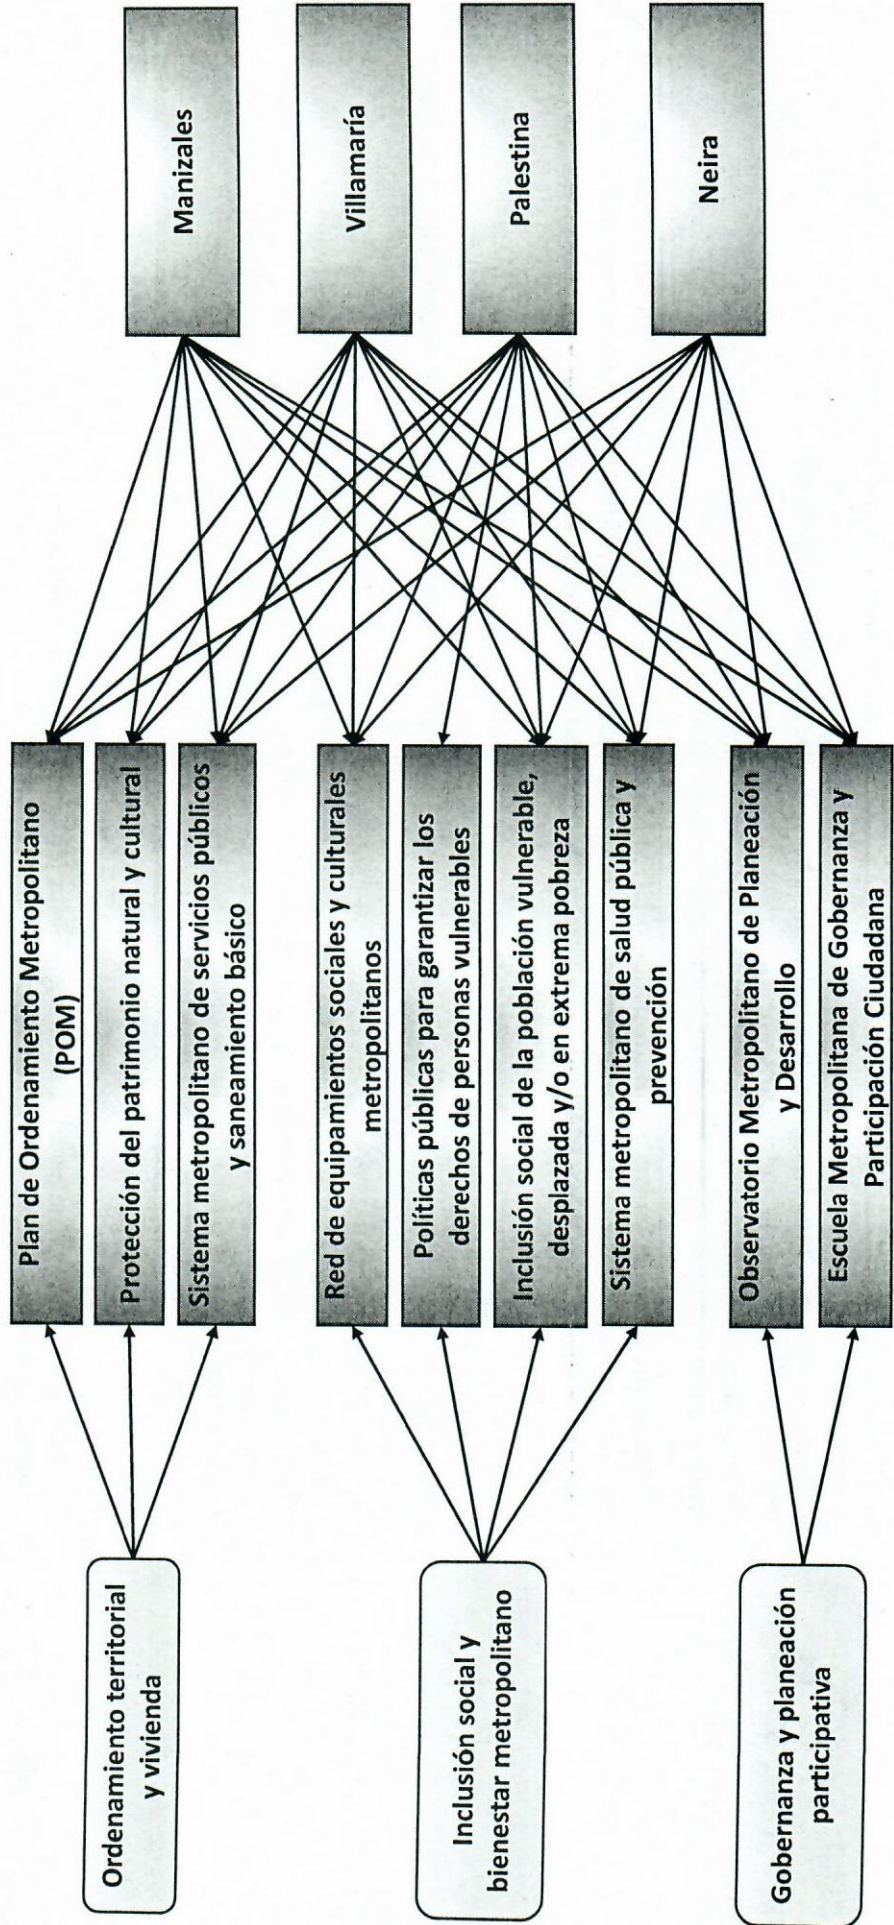 Ordenamiento territorial
y vivienda
Inclusión social y
bienestar metropolitano
Gobernanza y planeación
participativa
Plan de Ordenamiento Metropolitano
(POM)
Protección del patrimonio natural y cultural
Sistema metropolitano de servicios públicos
y saneamiento básico
Red de equipamientos sociales y culturales
metropolitanos
Políticas públicas para garantizar los
derechos de personas vulnerables
Inclusión social de la población vulnerable,
desplazada y/o en extrema pobreza
Sistema metropolitano de salud pública y
prevención
Observatorio Metropolitano de Planeación
y Desarrollo
Escuela Metropolitana de Gobernanza y
Participación Ciudadana
Manizales
Villamaría
Palestina
Neira